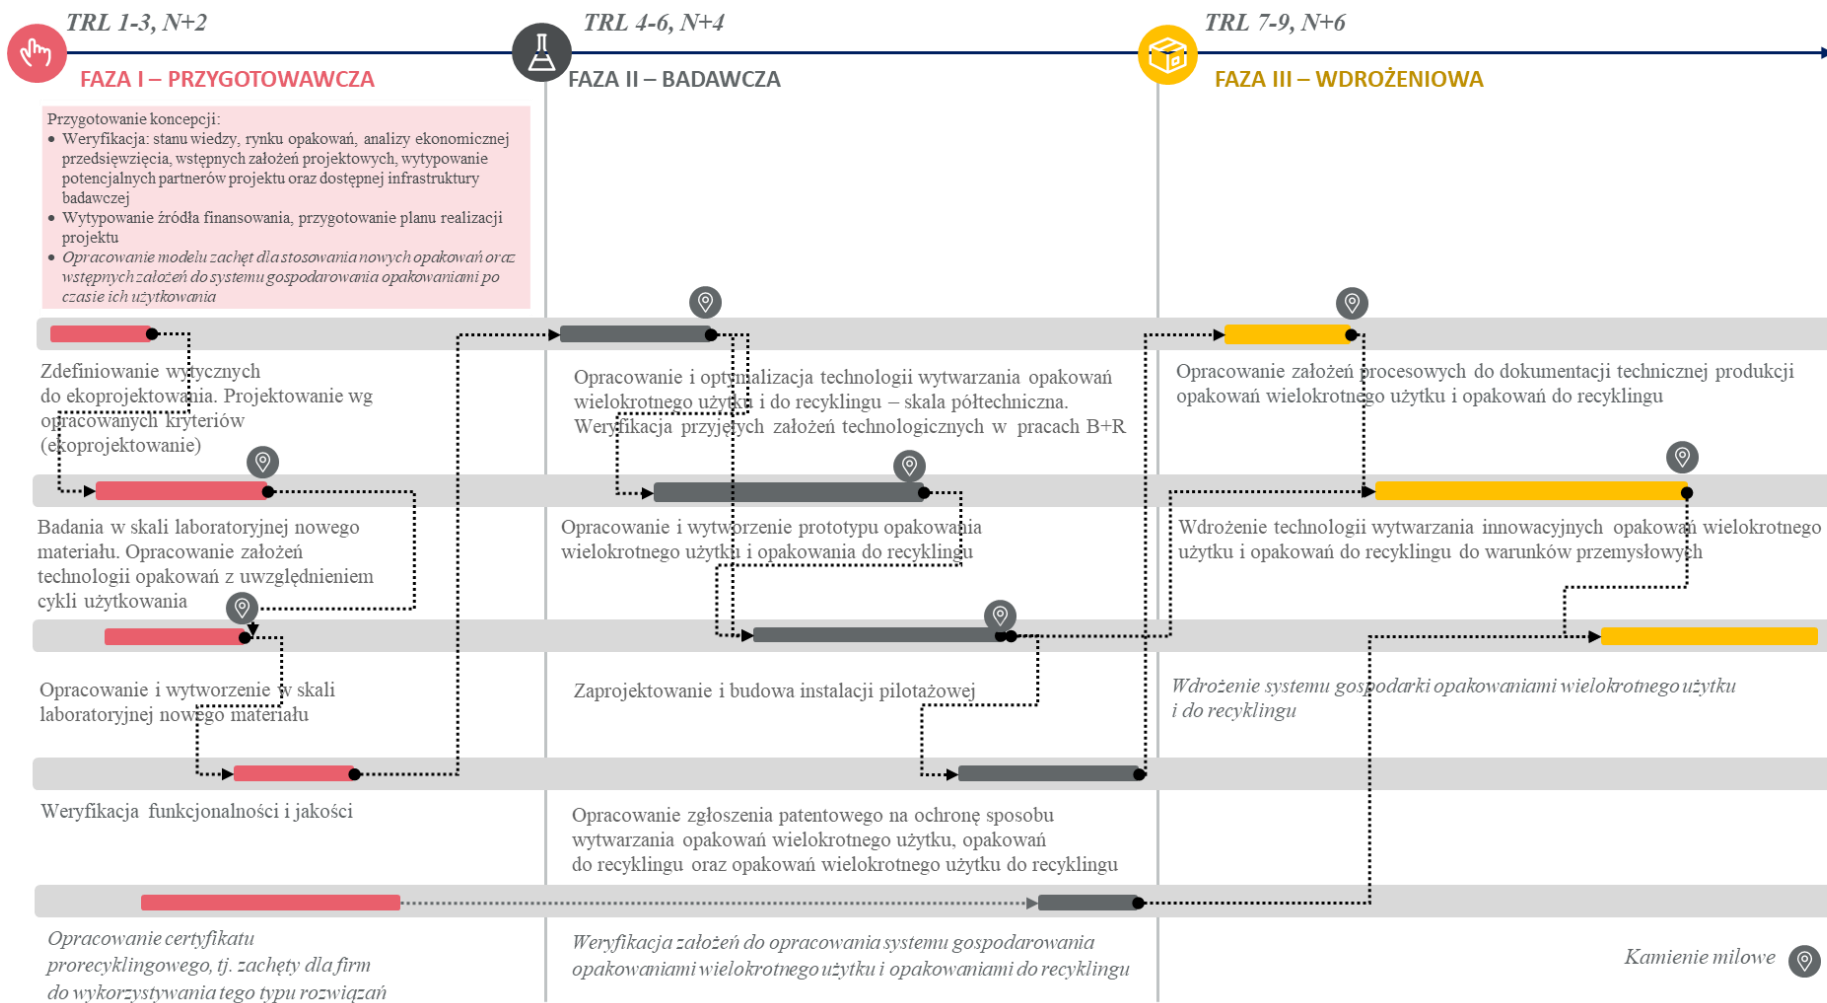 TRL 1-3, N+2
TRL 4-6, N+4
TRL 7-9, N+6
FAZA I – PRZYGOTOWAWCZA
FAZA II – BADAWCZA
FAZA III – WDROŻENIOWA
Przygotowanie koncepcji:
• Weryfikacja: stanu wiedzy, rynku opakowań, analizy ekonomicznej
przedsięwzięcia, wstępnych założeń projektowych, wytypowanie
potencjalnych partnerów projektu oraz dostępnej infrastruktury
badawczej
• Wytypowanie źródła finansowania, przygotowanie planu realizacji
projektu
• Opracowanie modelu zachęt dla stosowania nowych opakowań oraz
wstępnych założeń do systemu gospodarowania opakowaniami po
czasie ich użytkowania
Zdefiniowanie wytycznych
do ekoprojektowania. Projektowanie wg
opracowanych kryteriów
(ekoprojektowanie)
Opracowanie i optymalizacja technologii wytwarzania opakowań
wielokrotnego użytku i do recyklingu – skala półtechniczna.
Weryfikacja przyjętych założeń technologicznych w pracach B+R
Opracowanie założeń procesowych do dokumentacji technicznej produkcji
opakowań wielokrotnego użytku i opakowań do recyklingu
Badania w skali laboratoryjnej nowego
materiału. Opracowanie założeń
technologii opakowań z uwzględnieniem
cykli użytkowania
Opracowanie i wytworzenie prototypu opakowania
wielokrotnego użytku i opakowania do recyklingu
Wdrożenie technologii wytwarzania innowacyjnych opakowań wielokrotnego
użytku i opakowań do recyklingu do warunków przemysłowych
Opracowanie i wytworzenie w skali
laboratoryjnej nowego materiału
Zaprojektowanie i budowa instalacji pilotażowej
Wdrożenie systemu gospodarki opakowaniami wielokrotnego użytku
i do recyklingu
Weryfikacja funkcjonalności i jakości
Opracowanie zgłoszenia patentowego na ochronę sposobu
wytwarzania opakowań wielokrotnego użytku, opakowań
do recyklingu oraz opakowań wielokrotnego użytku do recyklingu
Opracowanie certyfikatu
prorecyklingowego, tj. zachęty dla firm
do wykorzystywania tego typu rozwiązań
Weryfikacja założeń do opracowania systemu gospodarowania
opakowaniami wielokrotnego użytku i opakowaniami do recyklingu
Kamienie milowe